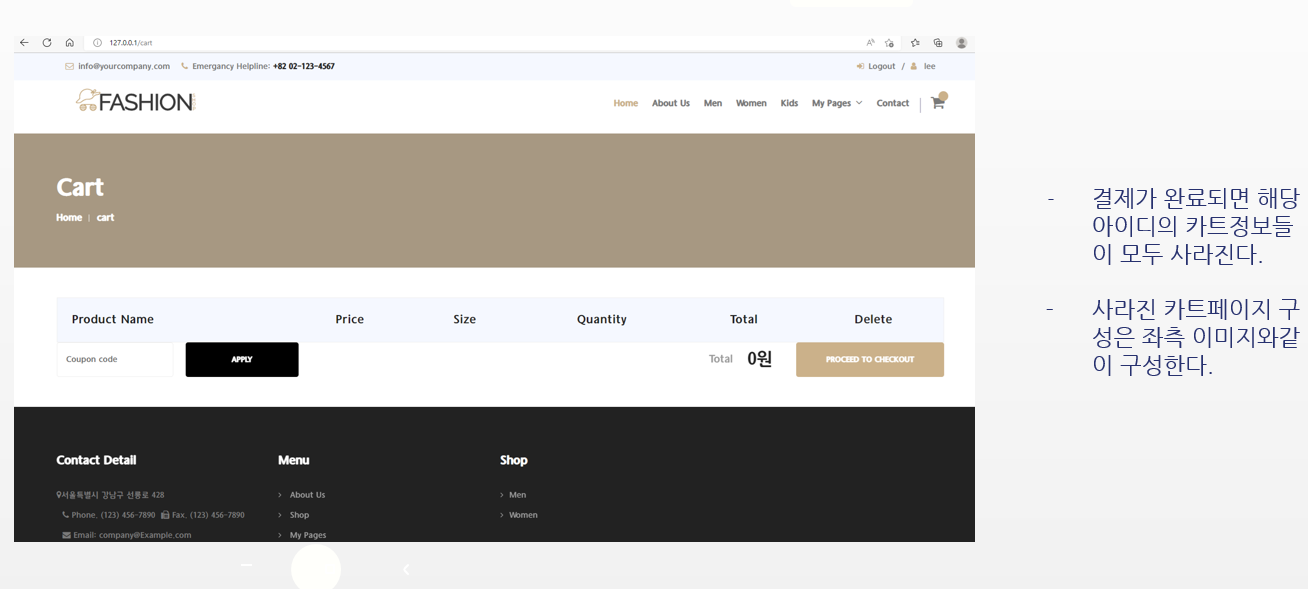 127.0.0.1/cart
info@yourcompany.com Emergancy Helpline: +82 02-123-4567 Logout / lee
FASHION
Home About Us Men Women Kids My Pages Contact
Cart
Home | cart
Product Name Price Size Quantity Total Delete
Coupon code APPLY Total 0원 PROCEED TO CHECKOUT
Contact Detail Menu Shop
서울특별시 강남구 선릉로 428 > About Us > Men
Phone. (123) 456-7890 Fax. (123) 456-7890 > Shop > Women
Email: company@Example.com > My Pages
- 결제가 완료되면 해당
아이디의 카트정보들
이 모두 사라진다.
- 사라진 카트페이지 구
성은 좌측 이미지와같
이 구성한다.